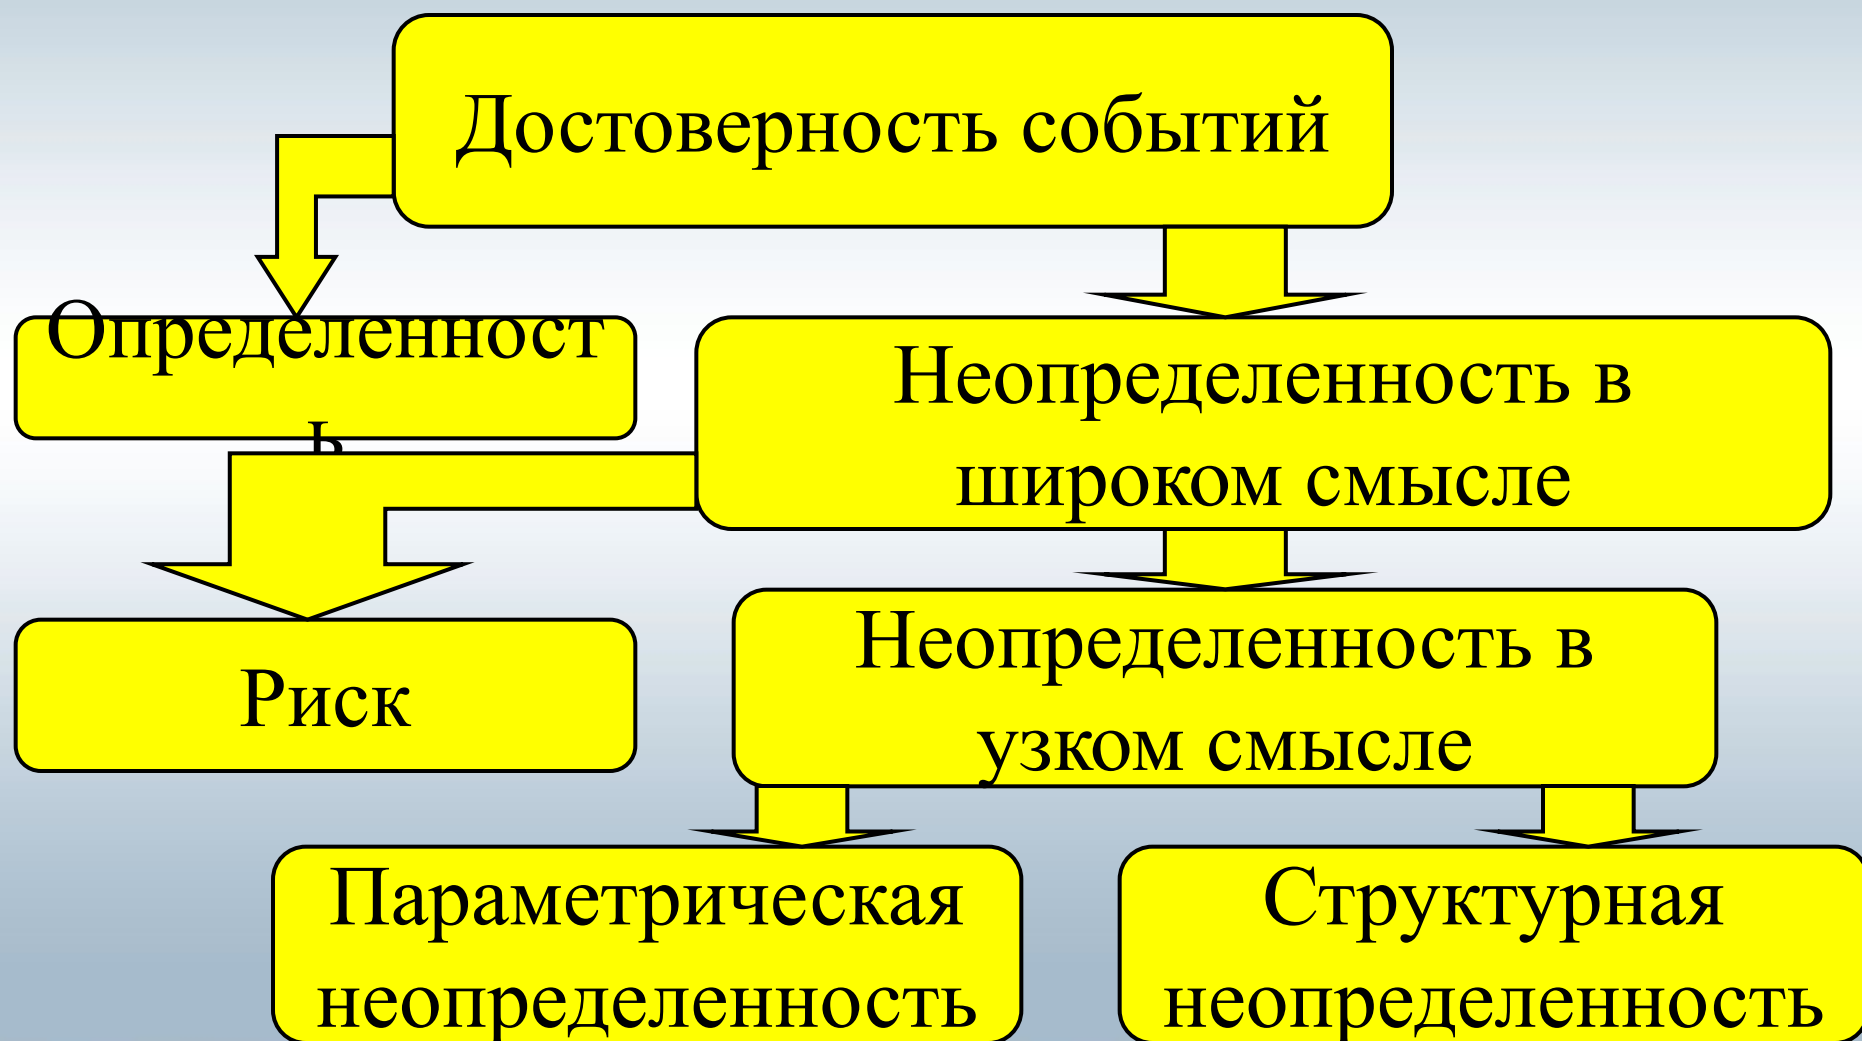 Достоверность событий
Определенност
ь
Неопределенность в
широком смысле
Риск
Неопределенность в
узком смысле
Параметрическая
неопределенность
Структурная
неопределенность